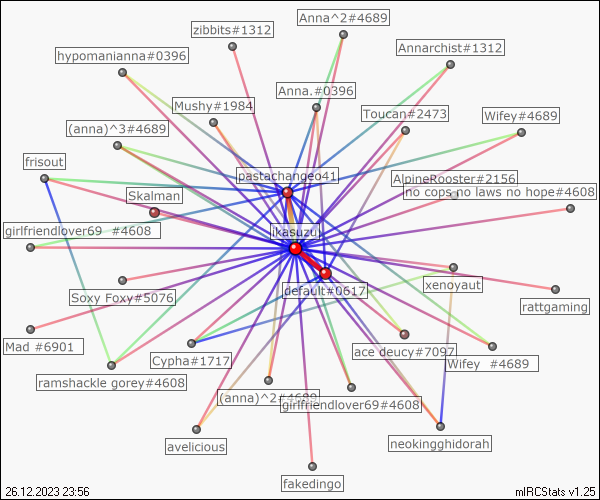 Anna^2#4689
zibbits#1312
Annarchist#1312
hypomanianna#0396
Anna.#0396
Mushy#1984
Toucan#2473
Wifey#4689
(anna)^3#4689
frisout
pastachangeo41
AlpineRooster#2156
no cops no laws no hope#4608
Skalman
girlfriendlover69 #4608
ikasuzu
default#0617
xenoyaut
Soxy Foxy#5076
rattgaming
Mad #6901
Cypha#1717
ace deucy#7097
Wifey #4689
ramshackle gorey#4608
(anna)^2#4689
girlfriendlover69#4608
avelicious
neokingghidorah
fakedingo
26.12.2023 23:56
mIRCStats v1.25